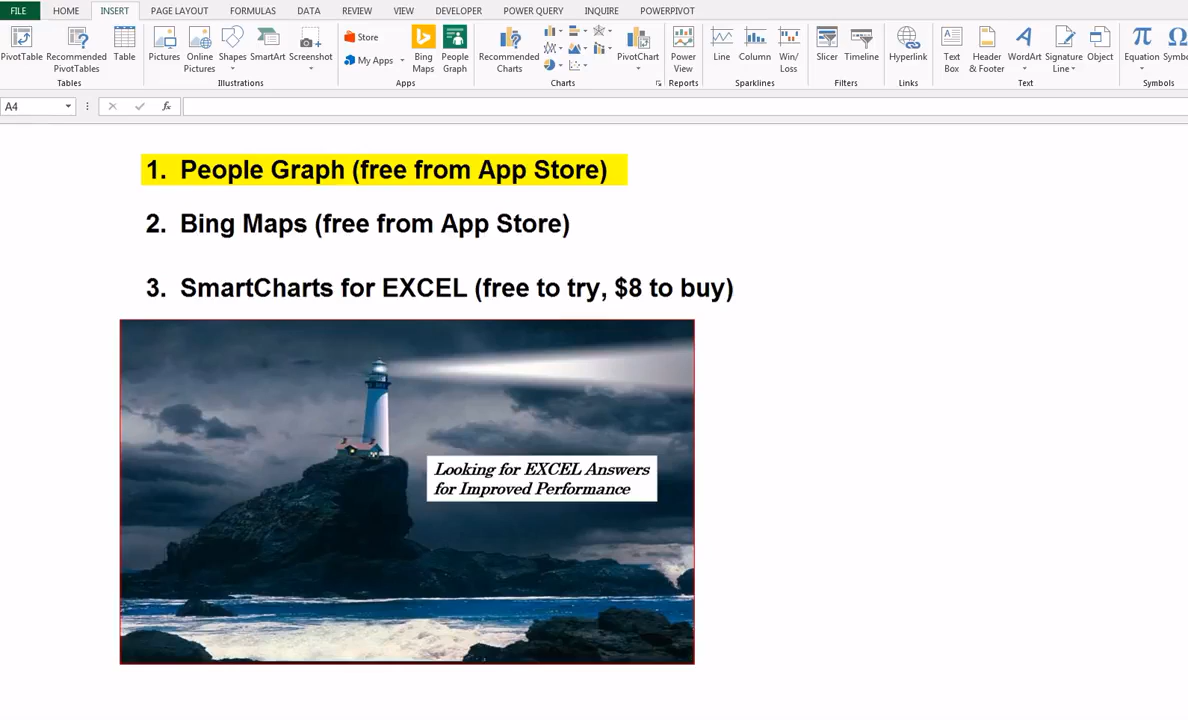 FILE HOME INSERT PAGE LAYOUT FORMULAS DATA REVIEW VIEW DEVELOPER POWER QUERY INQUIRE POWERPIVOT
PivotTable Recommended PivotTables Table Pictures Online Pictures Shapes SmartArt Screenshot Store My Apps Bing Maps People Graph Recommended Charts PivotChart Power View Line Column Win/ Loss Slicer Timeline Hyperlink Text Box Header & Footer WordArt Signature Line Object Equation Symbo
Tables Illustrations Apps Charts Reports Sparklines Filters Links Text Symbols
A4 fx
1. People Graph (free from App Store)
2. Bing Maps (free from App Store)
3. SmartCharts for EXCEL (free to try, $8 to buy)
Looking for EXCEL Answers
for Improved Performance